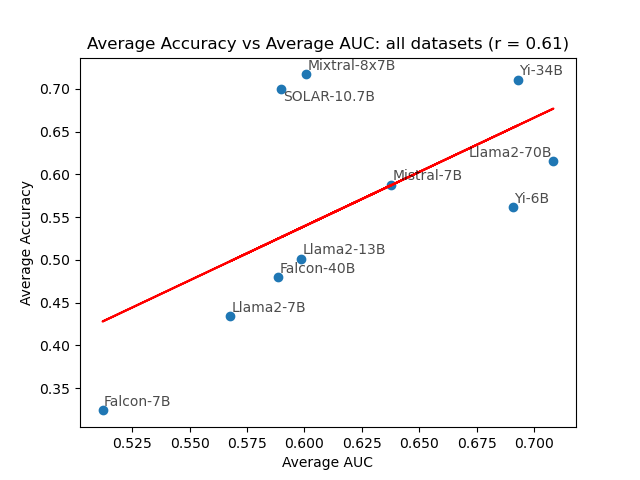 Average Accuracy vs Average AUC: all datasets (r = 0.61)
Mixtral-8x7B
Yi-34B
SOLAR-10.7B
Llama2-70B
Mistral-7B
Yi-6B
Llama2-13B
Falcon-40B
Llama2-7B
Falcon-7B
Average Accuracy
0.70
0.65
0.60
0.55
0.50
0.45
0.40
0.35
0.525 0.550 0.575 0.600 0.625 0.650 0.675 0.700
Average AUC